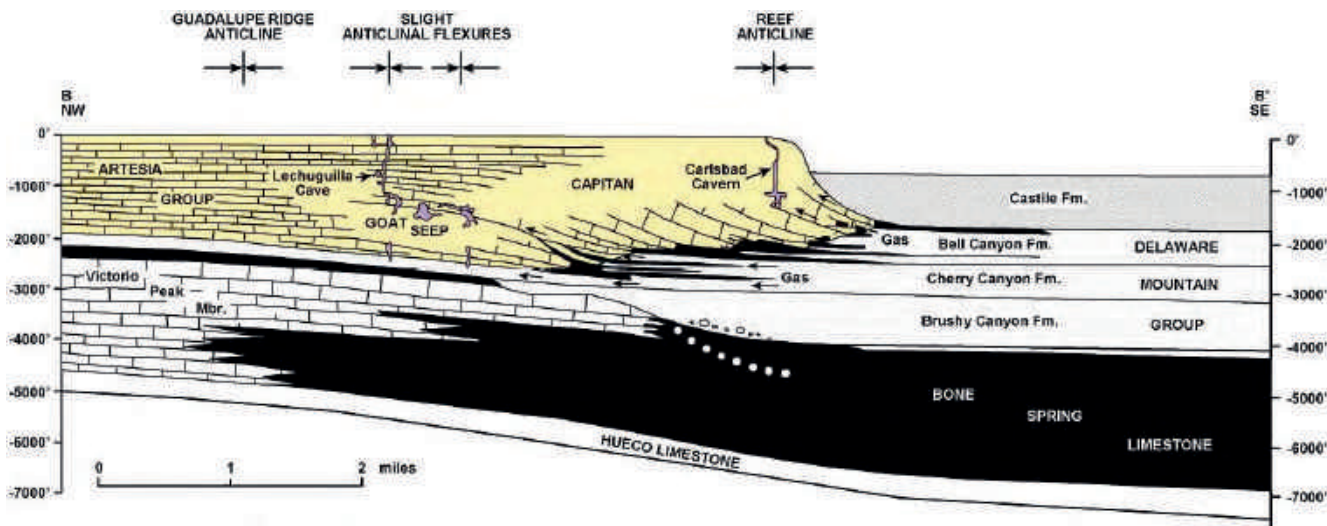 GUADALUPE RIDGE
ANTICLINE
SLIGHT
ANTICLINAL FLEXURES
REEF
ANTICLINE
B
NW
B'
SE
0'
-1000'
-2000'
-3000'
-4000'
-5000'
-6000'
-7000'
0'
-1000'
-2000'
-3000'
-4000'
-5000'
-6000'
-7000'
ARTESIA
GROUP
Lechuguilla
Cave
CAPITAN
Carlsbad
Cavern
GOAT
SEEP
Castile Fm.
Gas
Bell Canyon Fm.
DELAWARE
Gas
Cherry Canyon Fm.
MOUNTAIN
Brushy Canyon Fm.
GROUP
Victorio
Peak
Mbr.
BONE
SPRING
LIMESTONE
HUECO LIMESTONE
0 1 2 miles